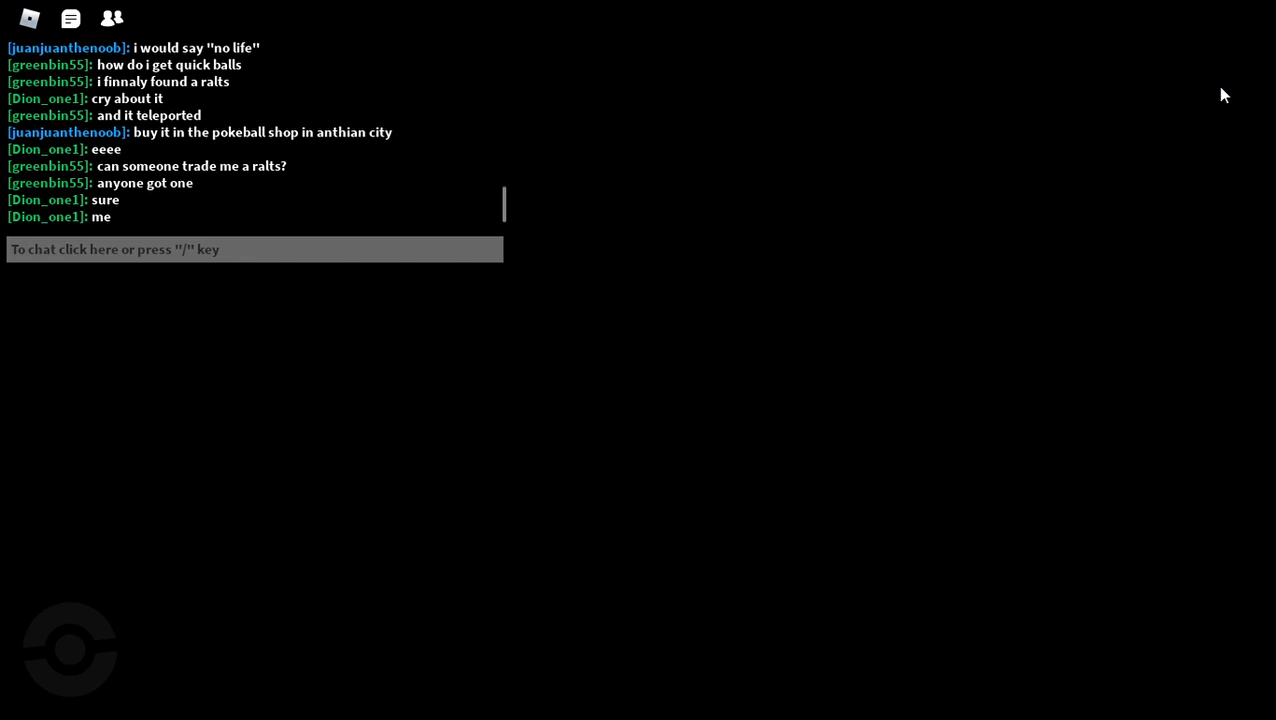 [juanjuanthenoob]: i would say "no life"
[greenbin55]: how do i get quick balls
[greenbin55]: i finnaly found a ralts
[Dion_one1]: cry about it
[greenbin55]: and it teleported
[juanjuanthenoob]: buy it in the pokeball shop in anthian city
[Dion_one1]: eeee
[greenbin55]: can someone trade me a ralts?
[greenbin55]: anyone got one
[Dion_one1]: sure
[Dion_one1]: me
To chat click here or press "/" key